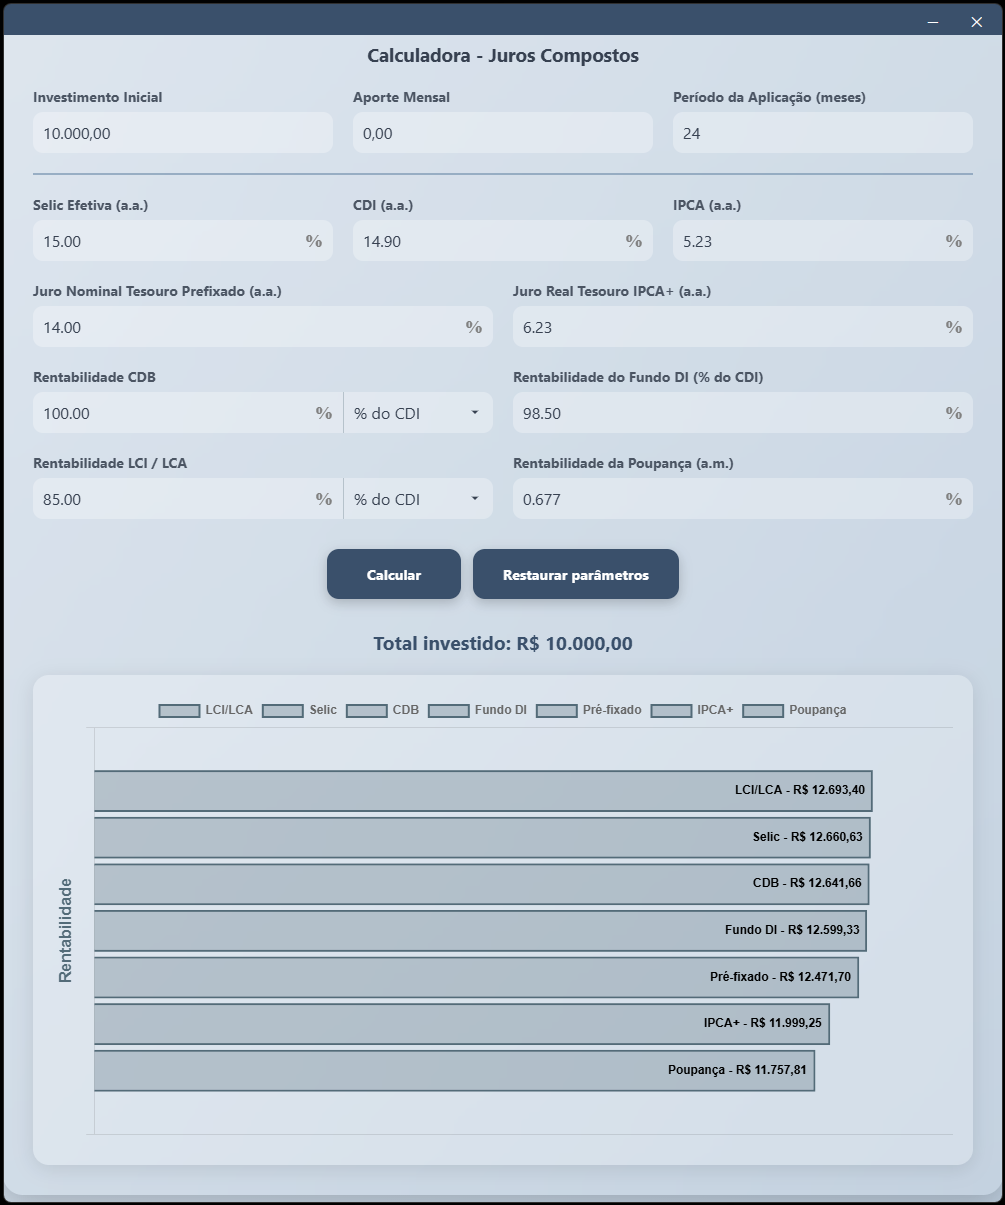 Calculadora - Juros Compostos
Investimento Inicial
Aporte Mensal
Período da Aplicação (meses)
10.000,00
0,00
24
Selic Efetiva (a.a.)
CDI (a.a.)
IPCA (a.a.)
15.00 %
14.90 %
5.23 %
Juro Nominal Tesouro Prefixado (a.a.)
Juro Real Tesouro IPCA+ (a.a.)
14.00 %
6.23 %
Rentabilidade CDB
Rentabilidade do Fundo DI (% do CDI)
100.00 % % do CDI
98.50 %
Rentabilidade LCI / LCA
Rentabilidade da Poupança (a.m.)
85.00 % % do CDI
0.677 %
Calcular
Restaurar parâmetros
Total investido: R$ 10.000,00
LCI/LCA Selic CDB Fundo DI Pré-fixado IPCA+ Poupança
Rentabilidade
LCI/LCA - R$ 12.693,40
Selic - R$ 12.660,63
CDB - R$ 12.641,66
Fundo DI - R$ 12.599,33
Pré-fixado - R$ 12.471,70
IPCA+ - R$ 11.999,25
Poupança - R$ 11.757,81